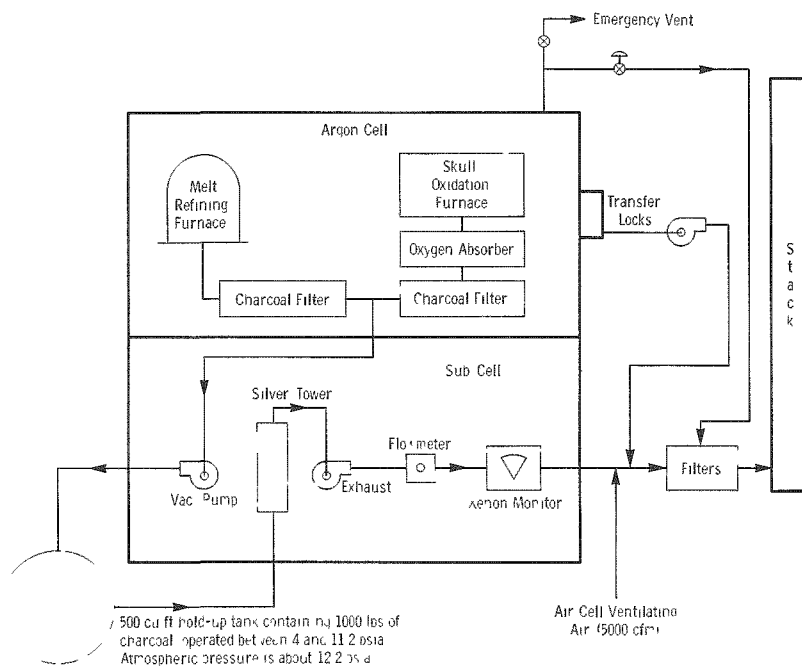 Emergency Vent
Argon Cell
Melt
Refining
Furnace
Skull
Oxidation
Furnace
Oxygen Absorber
Charcoal Filter
Charcoal Filter
Transfer
Locks
Stack
Sub Cell
Silver Tower
Flowmeter
Vac Pump
Exhaust
Xenon Monitor
Filters
500 cu ft hold-up tank containing 1000 lbs of
charcoal operated between 4 and 11.2 psia
Atmospheric pressure is about 12.2 psia
Air Cell Ventilating
Air (5000 cfm)